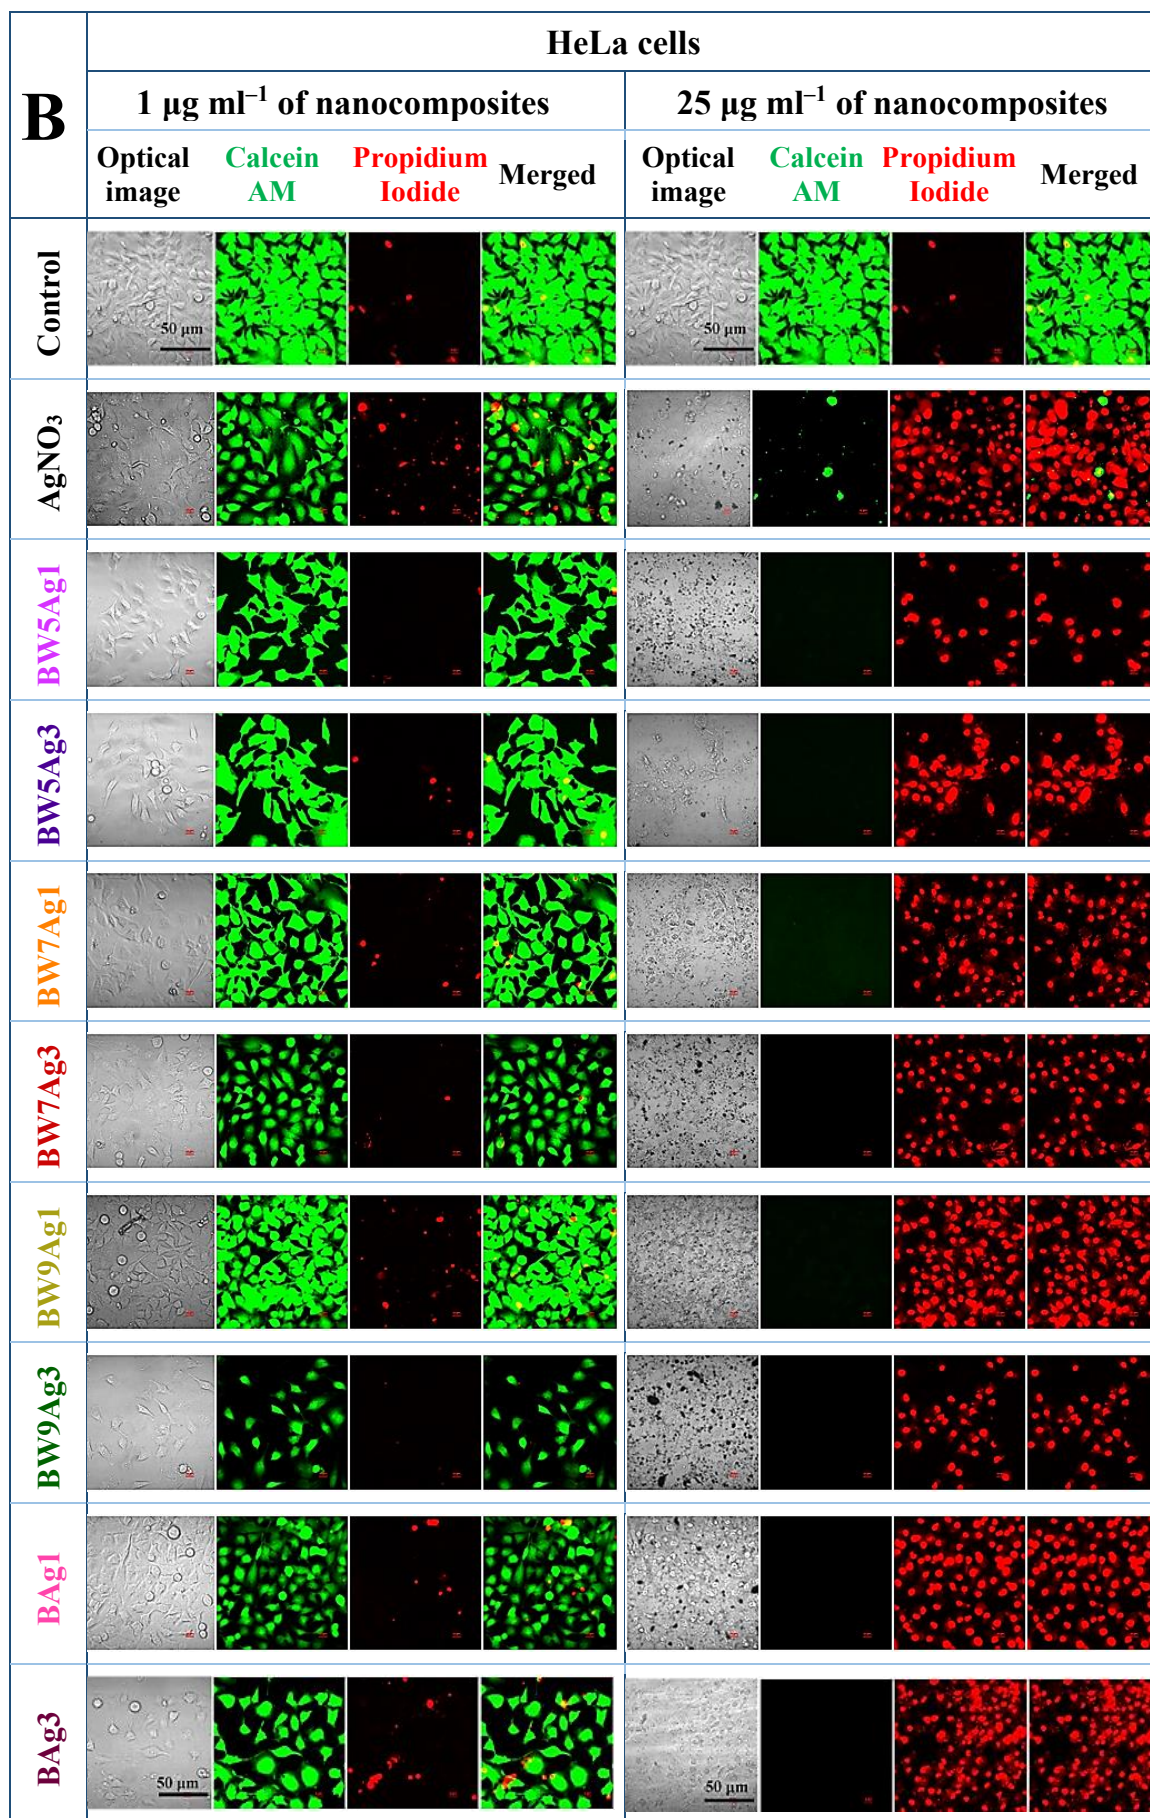 B
HeLa cells
1 µg ml⁻¹ of nanocomposites
25 µg ml⁻¹ of nanocomposites
Optical
image
Calcein
AM
Propidium
Iodide
Merged
Optical
image
Calcein
AM
Propidium
Iodide
Merged
Control
50 µm
50 µm
AgNO₃
BW5Ag1
BW5Ag3
BW7Ag1
BW7Ag3
BW9Ag1
BW9Ag3
BAg1
BAg3
50 µm
50 µm